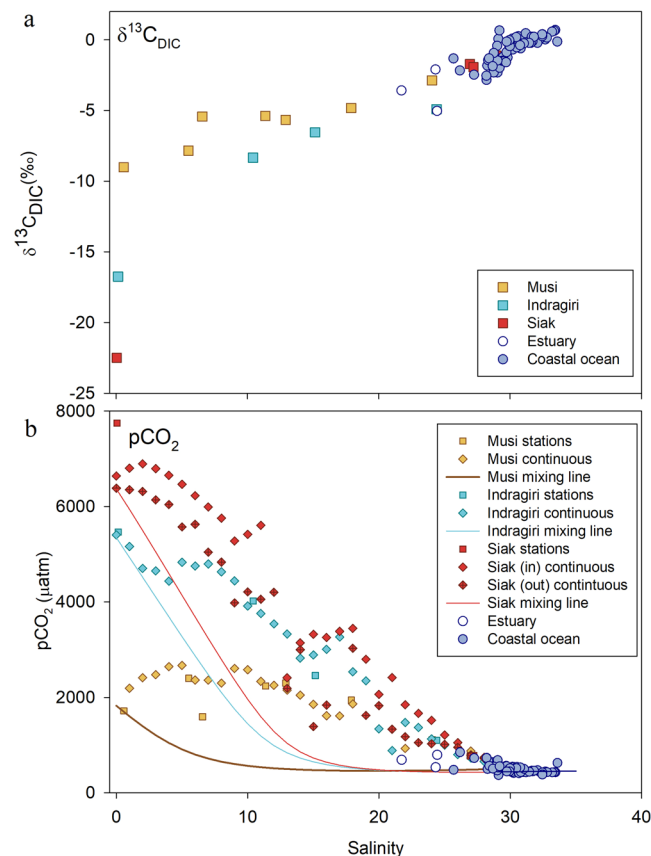 a
δ13CDIC
0
-5
-10
-15
-20
-25
δ13CDIC(‰)
Musi
Indragiri
Siak
Estuary
Coastal ocean
b
pCO2
8000
6000
4000
2000
0
pCO2 (µatm)
Musi stations
Musi continuous
Musi mixing line
Indragiri stations
Indragiri continuous
Indragiri mixing line
Siak stations
Siak (in) continuous
Siak (out) contintuous
Siak mixing line
Estuary
Coastal ocean
0 10 20 30 40
Salinity